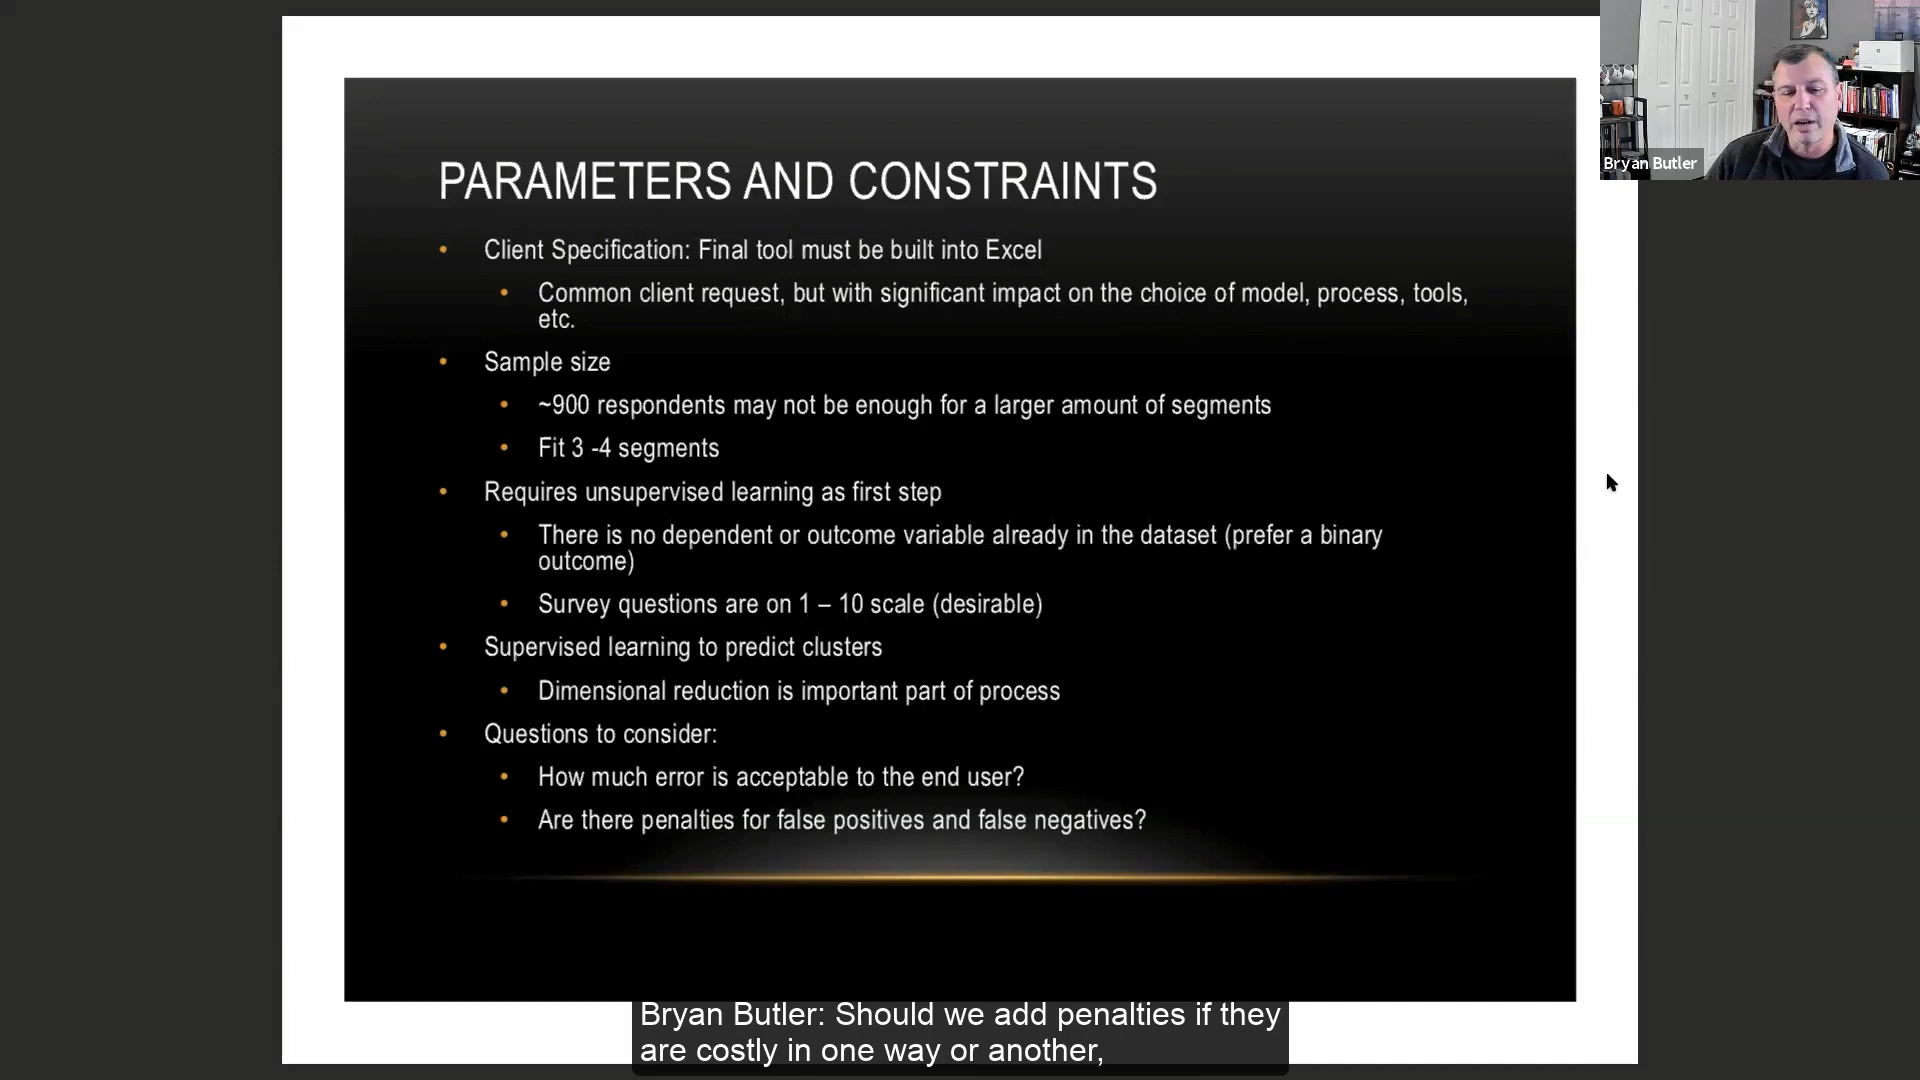 PARAMETERS AND CONSTRAINTS
• Client Specification: Final tool must be built into Excel
• Common client request, but with significant impact on the choice of model, process, tools,
etc.
• Sample size
• ~900 respondents may not be enough for a larger amount of segments
• Fit 3 -4 segments
• Requires unsupervised learning as first step
• There is no dependent or outcome variable already in the dataset (prefer a binary
outcome)
• Survey questions are on 1 – 10 scale (desirable)
• Supervised learning to predict clusters
• Dimensional reduction is important part of process
• Questions to consider:
• How much error is acceptable to the end user?
• Are there penalties for false positives and false negatives?
Bryan Butler
Bryan Butler: Should we add penalties if they
are costly in one way or another,